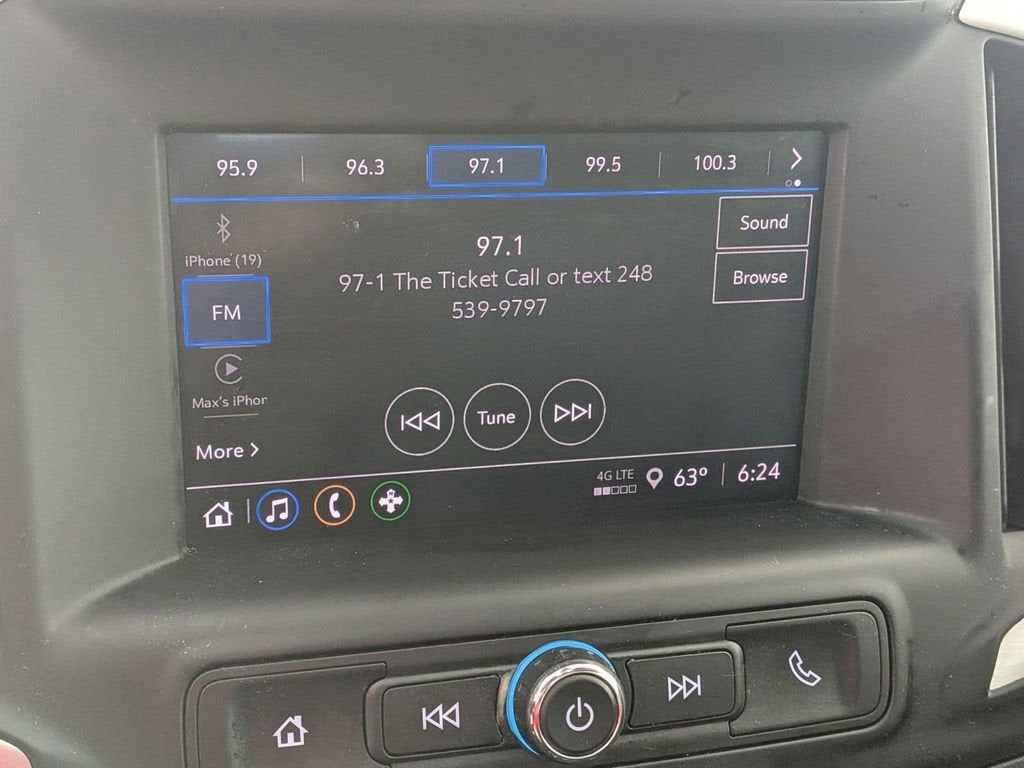 95.9 96.3 97.1 99.5 100.3
iPhone (19)
FM
Max's iPhor
More
97.1
97-1 The Ticket Call or text 248
539-9797
Sound
Browse
Tune
4G LTE 63° 6:24